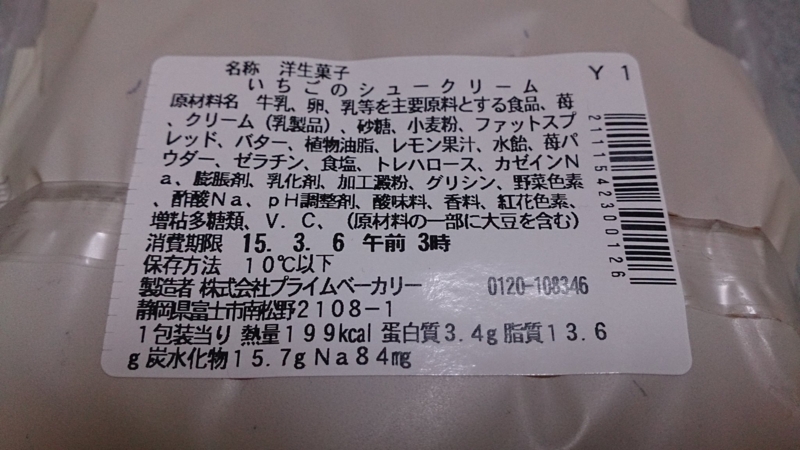 名称 洋生菓子
Y1
いちごのシュークリーム
原材料名 牛乳、卵、乳等を主要原料とする食品、苺
、クリーム(乳製品)、砂糖、小麦粉、ファットスプ
レッド、バター、植物油脂、レモン果汁、水飴、苺パ
ウダー、ゼラチン、食塩、トレハロース、カゼインN
a、膨脹剤、乳化剤、加工澱粉、グリシン、野菜色素
、酢酸Na、pH調整剤、酸味料、香料、紅花色素、
増粘多糖類、V.C、(原材料の一部に大豆を含む)
消費期限 15.3.6 午前3時
保存方法 10℃以下
製造者 株式会社プライムベーカリー 0120-108346
静岡県富士市南松野2108-1
1包装当り 熱量199kcal 蛋白質3.4g 脂質13.6
g 炭水化物15.7g Na84mg
2111542300126